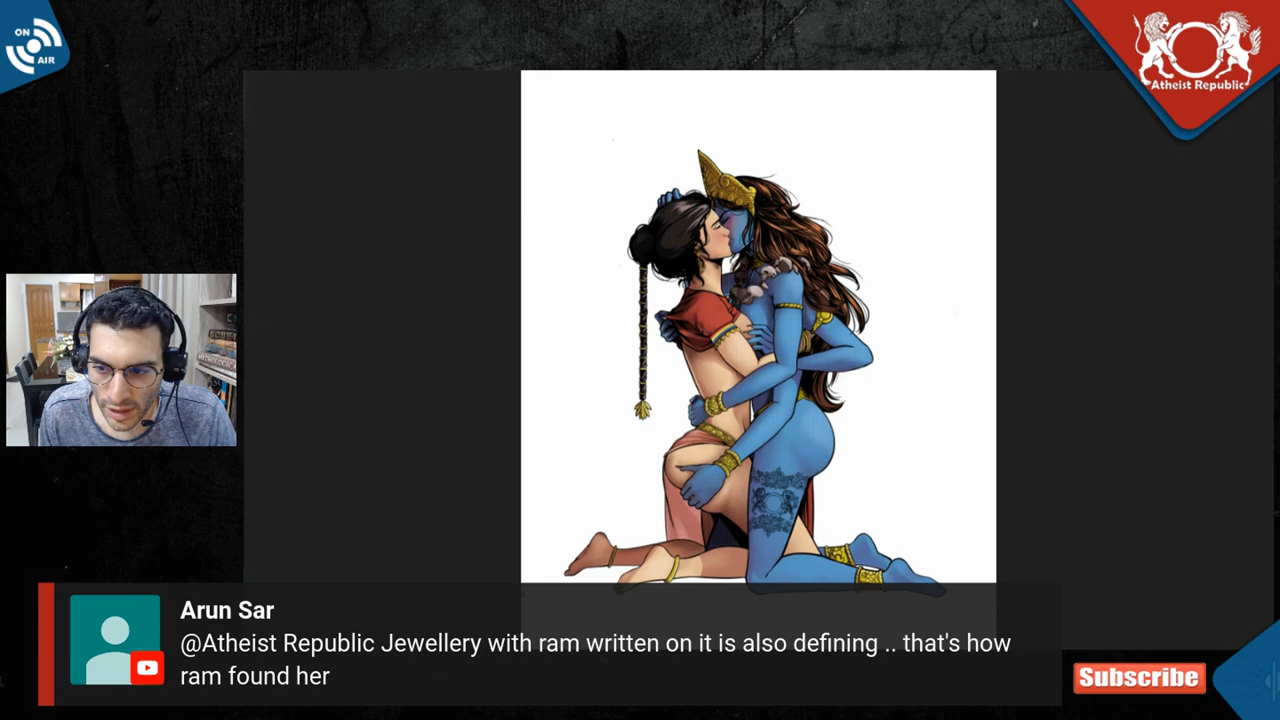 ON
AIR
Atheist Republic
Arun Sar
@Atheist Republic Jewellery with ram written on it is also defining .. that's how
ram found her
Subscribe